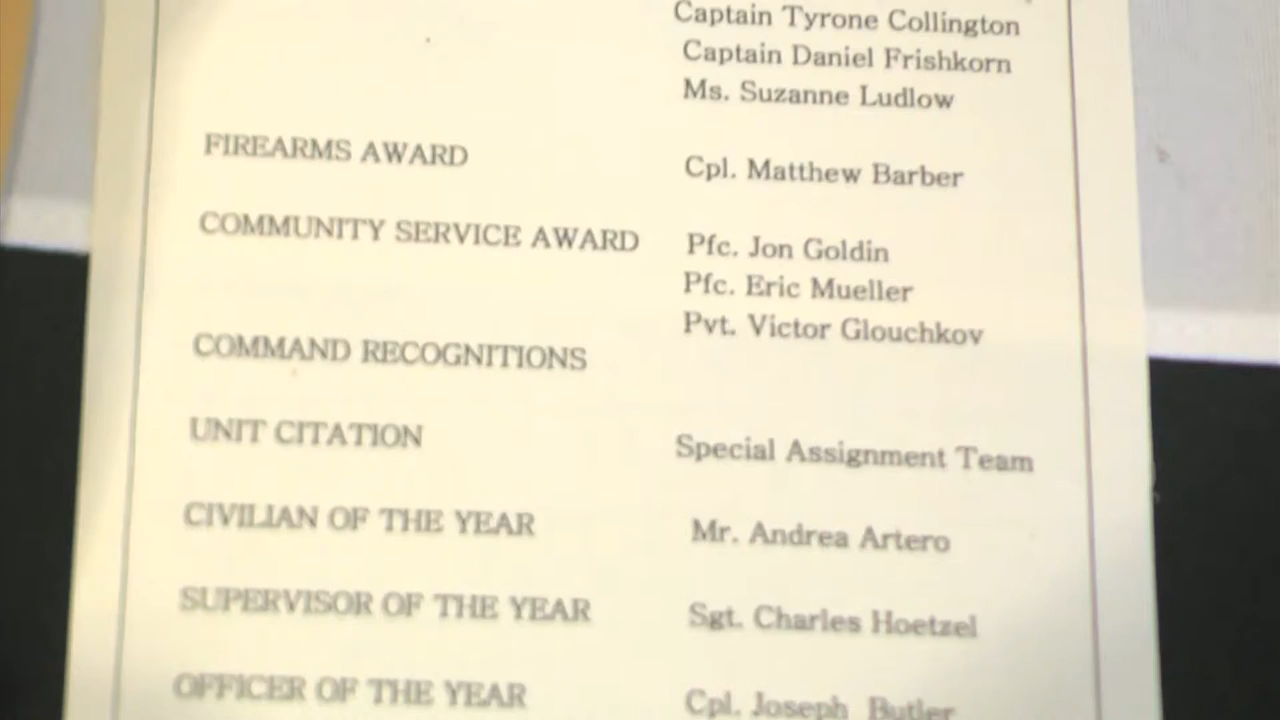 Captain Tyrone Collington
Captain Daniel Frishkorn
Ms. Suzanne Ludlow
FIREARMS AWARD Cpl. Matthew Barber
COMMUNITY SERVICE AWARD Pfc. Jon Goldin
Pfc. Eric Mueller
Pvt. Victor Glouchkov
COMMAND RECOGNITIONS
UNIT CITATION Special Assignment Team
CIVILIAN OF THE YEAR Mr. Andrea Artero
SUPERVISOR OF THE YEAR Sgt. Charles Hoetzel
OFFICER OF THE YEAR Cpl. Joseph Butler